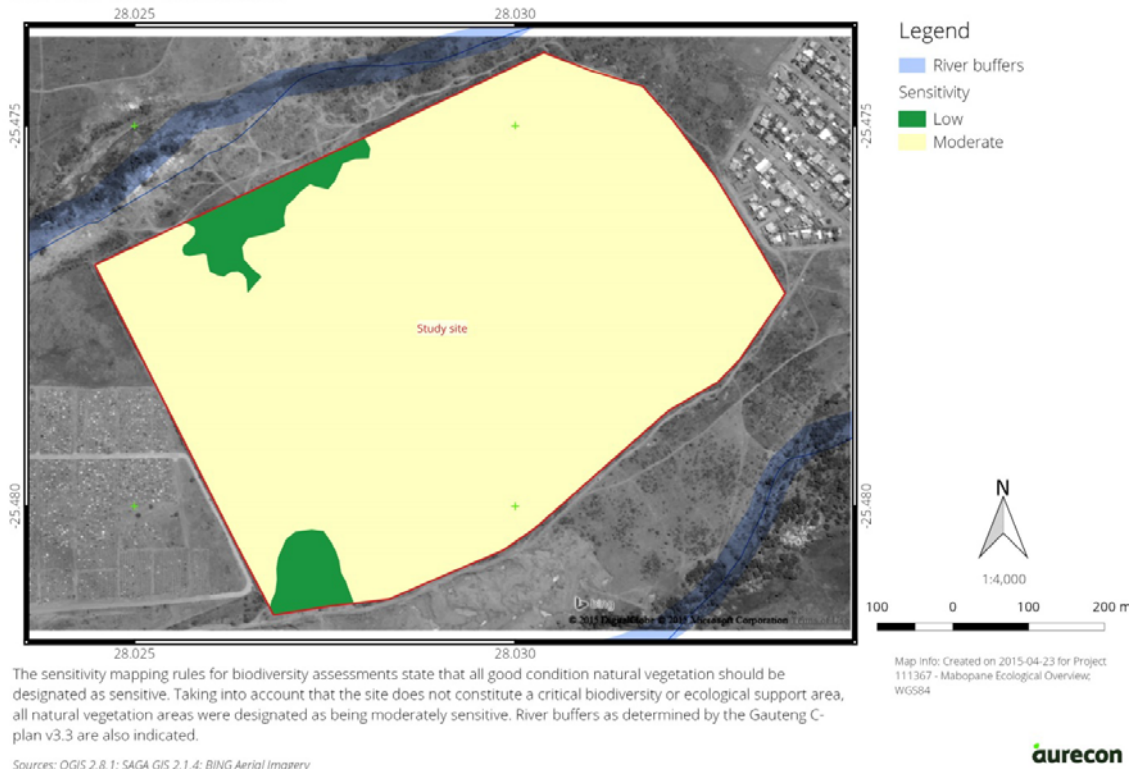 28.025 28.030
Legend
River buffers
Sensitivity
Low
Moderate
-25.475 -25.475
Study site
-25.480 -25.480
N
1:4,000
bing
© 2015 DigitalGlobe © 2015 Microsoft Corporation
28.025 28.030
100 0 100 200 m
The sensitivity mapping rules for biodiversity assessments state that all good condition natural vegetation should be
designated as sensitive. Taking into account that the site does not constitute a critical biodiversity or ecological support area,
all natural vegetation areas were designated as being moderately sensitive. River buffers as determined by the Gauteng C-
plan v3.3 are also indicated.
Map Info: Created on 2015-04-23 for Project
111367 - Mabopane Ecological Overview;
WGS84
Sources: QGIS 2.8.1; SAGA GIS 2.1.4; BING Aerial Imagery
aurecon